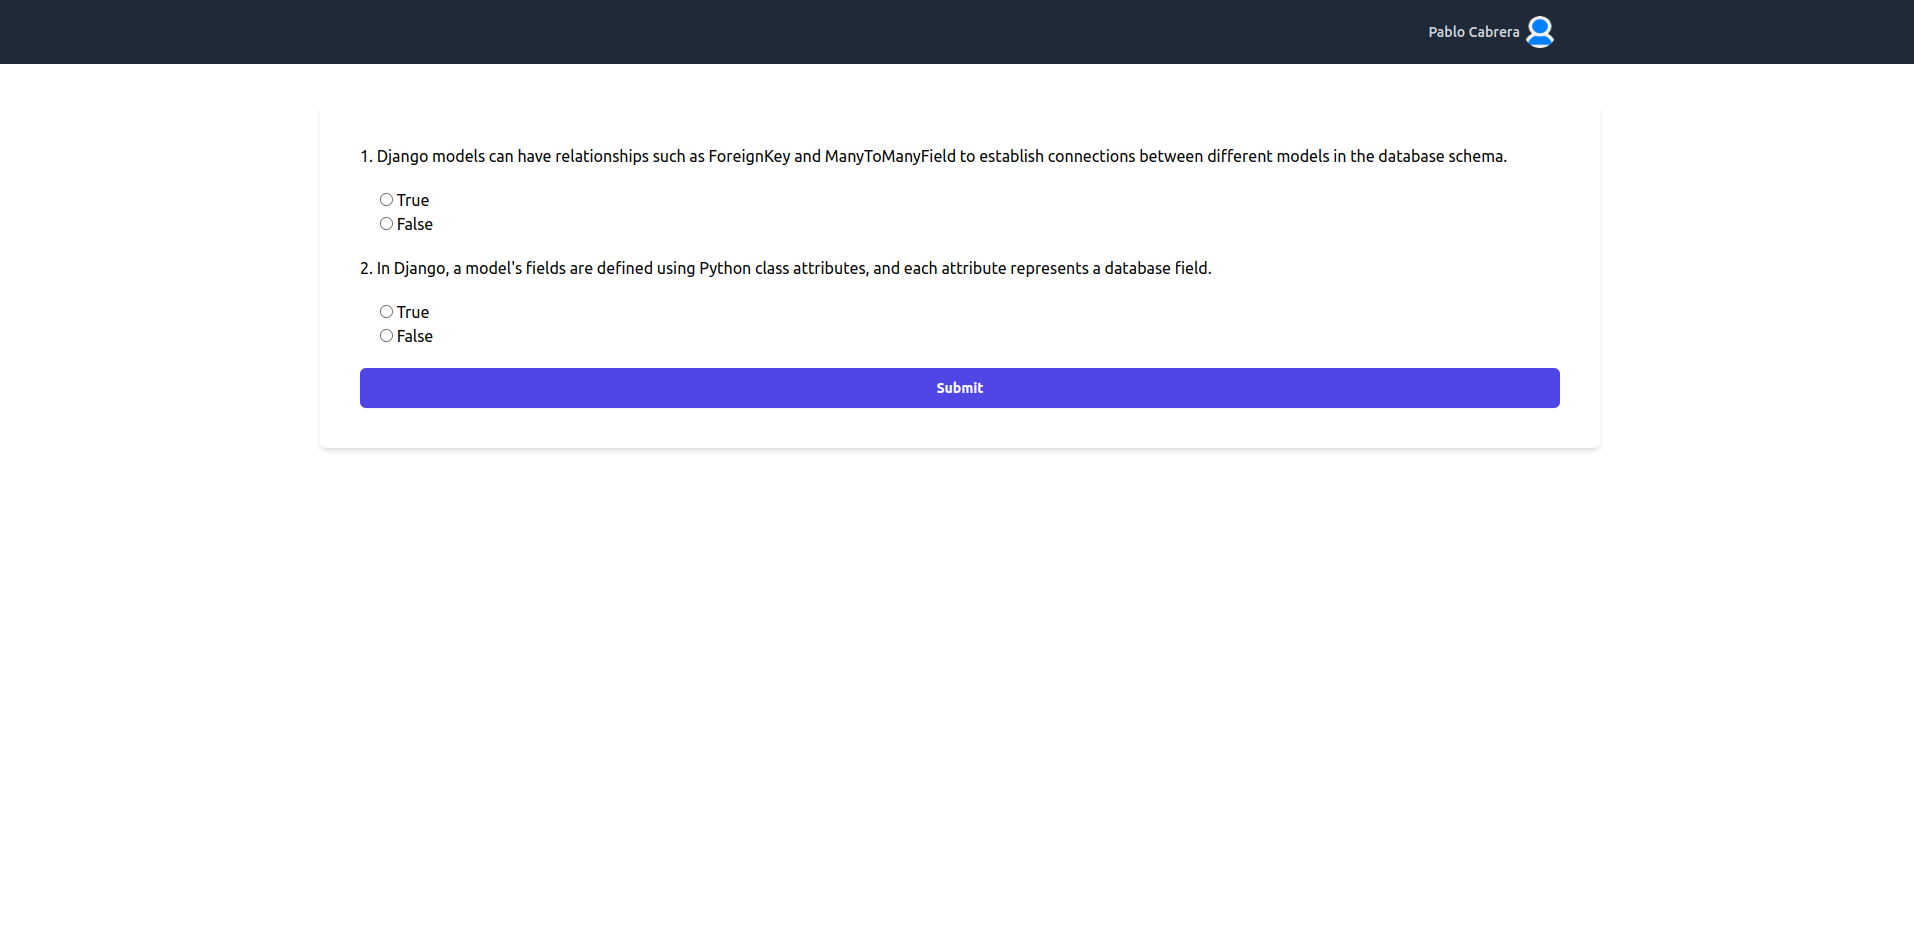 Pablo Cabrera
1. Django models can have relationships such as ForeignKey and ManyToManyField to establish connections between different models in the database schema.
True
False
2. In Django, a model's fields are defined using Python class attributes, and each attribute represents a database field.
True
False
Submit